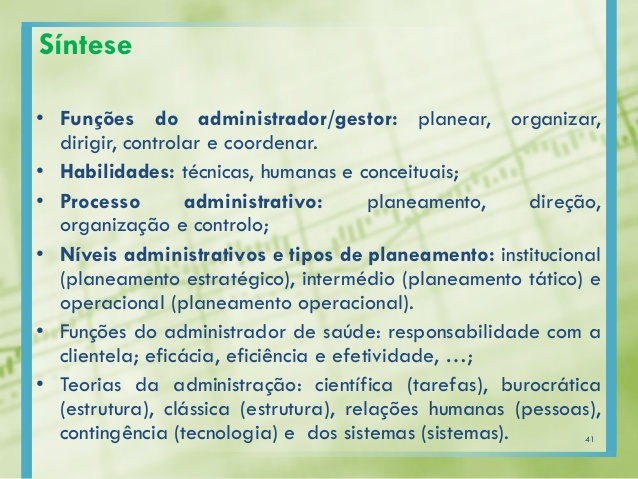 Síntese
• Funções do administrador/gestor: planear, organizar,
dirigir, controlar e coordenar.
• Habilidades: técnicas, humanas e conceituais;
• Processo administrativo: planeamento, direção,
organização e controlo;
• Níveis administrativos e tipos de planeamento: institucional
(planeamento estratégico), intermédio (planeamento tático) e
operacional (planeamento operacional).
• Funções do administrador de saúde: responsabilidade com a
clientela; eficácia, eficiência e efetividade, …;
• Teorias da administração: científica (tarefas), burocrática
(estrutura), clássica (estrutura), relações humanas (pessoas),
contingência (tecnologia) e dos sistemas (sistemas).
41